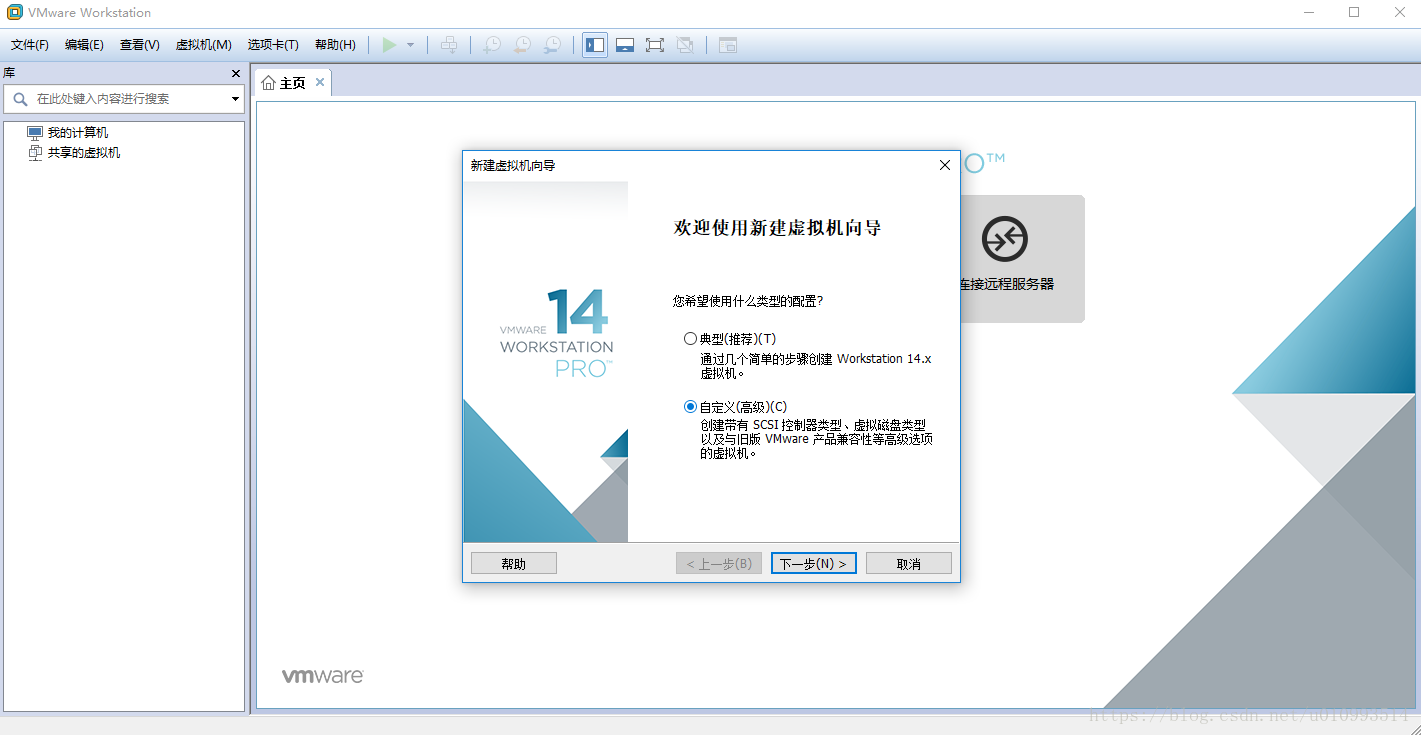 VMware Workstation
文件(F) 编辑(E) 查看(V) 虚拟机(M) 选项卡(T) 帮助(H)
库
在此处键入内容进行搜索
我的计算机
共享的虚拟机
主页
O™
连接远程服务器
新建虚拟机向导
14
VMWARE
WORKSTATION
PRO™
欢迎使用新建虚拟机向导
您希望使用什么类型的配置?
典型(推荐)(T)
通过几个简单的步骤创建 Workstation 14.x
虚拟机。
自定义(高级)(C)
创建带有 SCSI 控制器类型、虚拟磁盘类型
以及与旧版 VMware 产品兼容性等高级选项
的虚拟机。
帮助 < 上一步(B) 下一步(N) > 取消
vmware
https://blog.csdn.net/u010993514